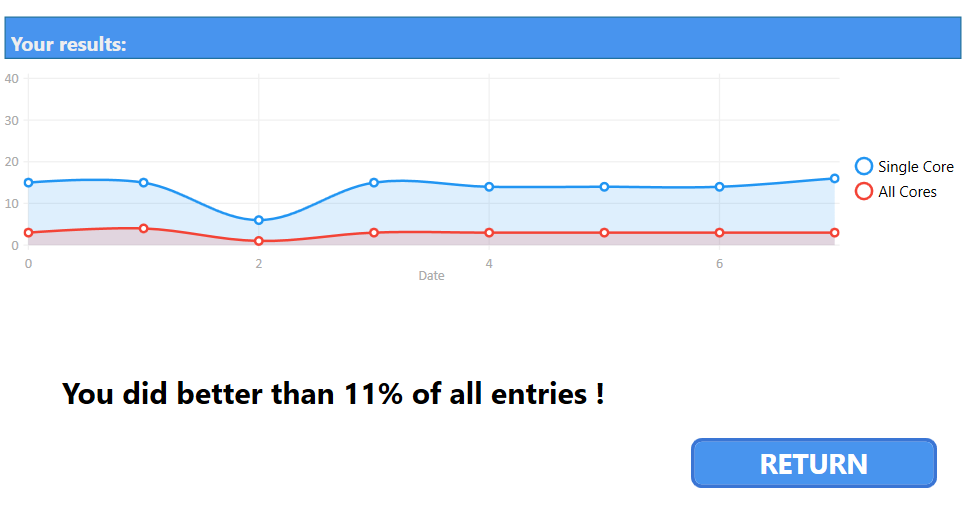 Your results:
40
30
20
10
0
0 2 4 6
Date
Single Core
All Cores
You did better than 11% of all entries !
RETURN